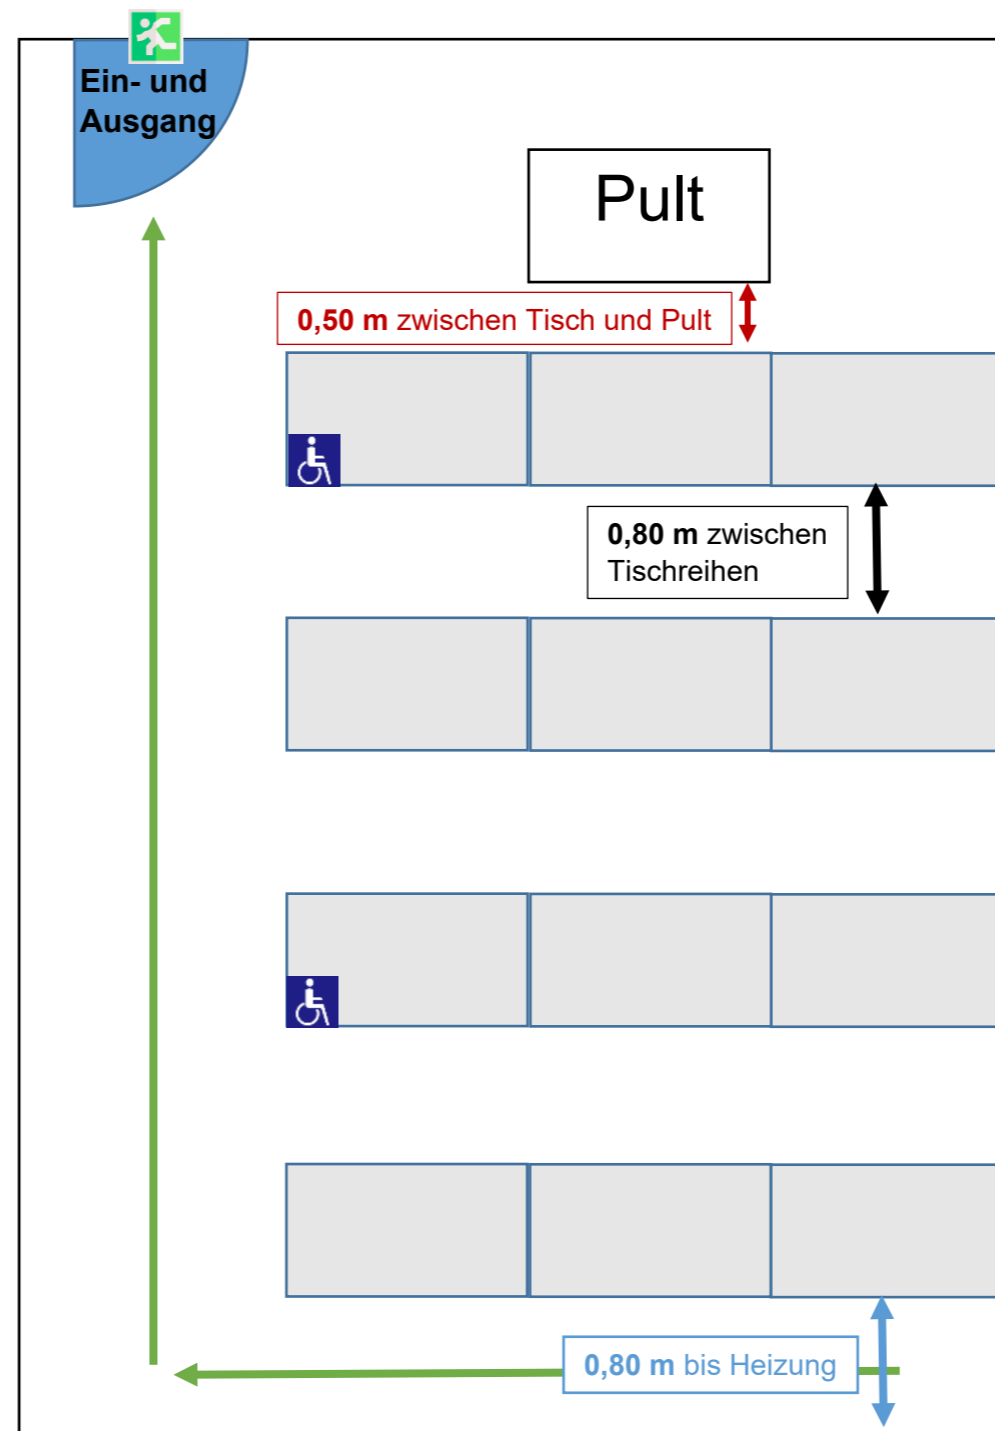 Ein- und
Ausgang
Pult
0,50 m zwischen Tisch und Pult
0,80 m zwischen
Tischreihen
0,80 m bis Heizung